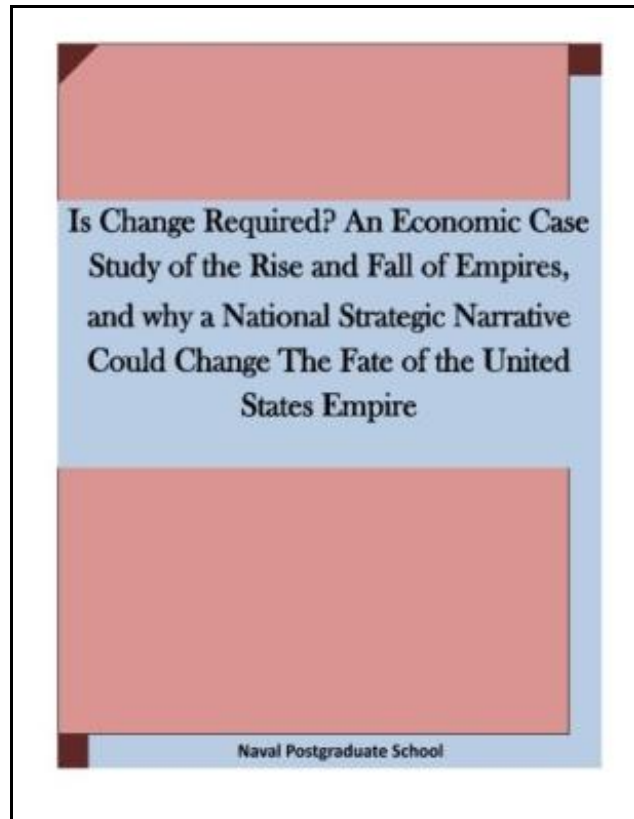 Is Change Required? An Economic Case
Study of the Rise and Fall of Empires,
and why a National Strategic Narrative
Could Change The Fate of the United
States Empire
Naval Postgraduate School